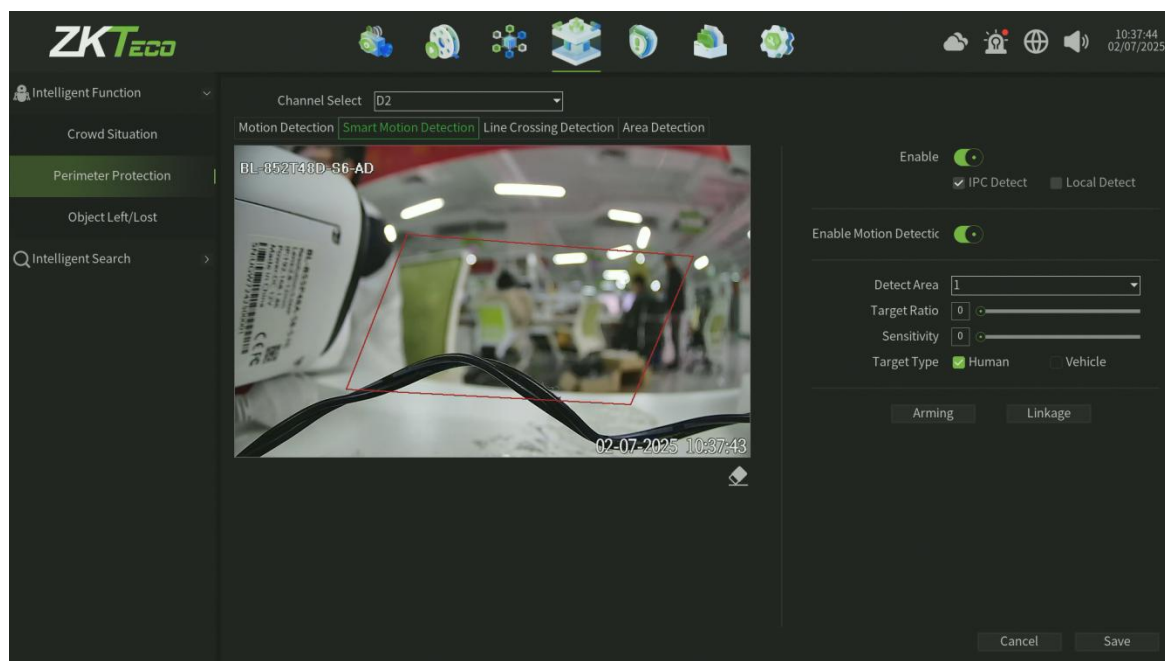 ZKTECO
10:37:44
02/07/2025
Intelligent Function
Crowd Situation
Perimeter Protection
Object Left/Lost
Intelligent Search
Channel Select D2
Motion Detection Smart Motion Detection Line Crossing Detection Area Detection
BL-852T48D-S6-AD
02-07-2025 10:37:43
Enable
IPC Detect Local Detect
Enable Motion Detectic
Detect Area 1
Target Ratio 0
Sensitivity 0
Target Type Human Vehicle
Arming Linkage
Cancel Save